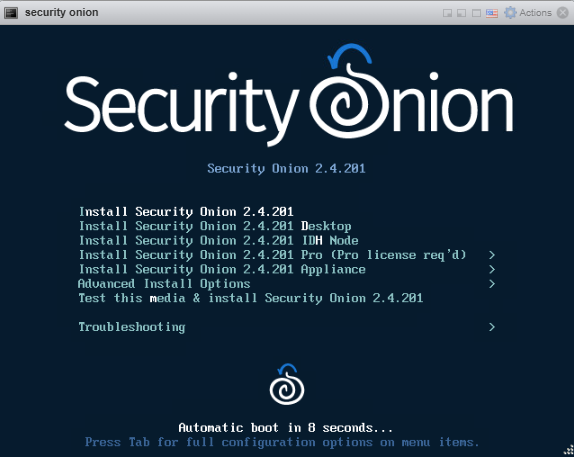 security onion
Actions
Security Onion
Security Onion 2.4.201
Install Security Onion 2.4.201
Install Security Onion 2.4.201 Desktop
Install Security Onion 2.4.201 IDH Node
Install Security Onion 2.4.201 Pro (Pro license req'd) >
Install Security Onion 2.4.201 Appliance >
Advanced Install Options >
Test this media & install Security Onion 2.4.201
Troubleshooting >
Automatic boot in 8 seconds...
Press Tab for full configuration options on menu items.